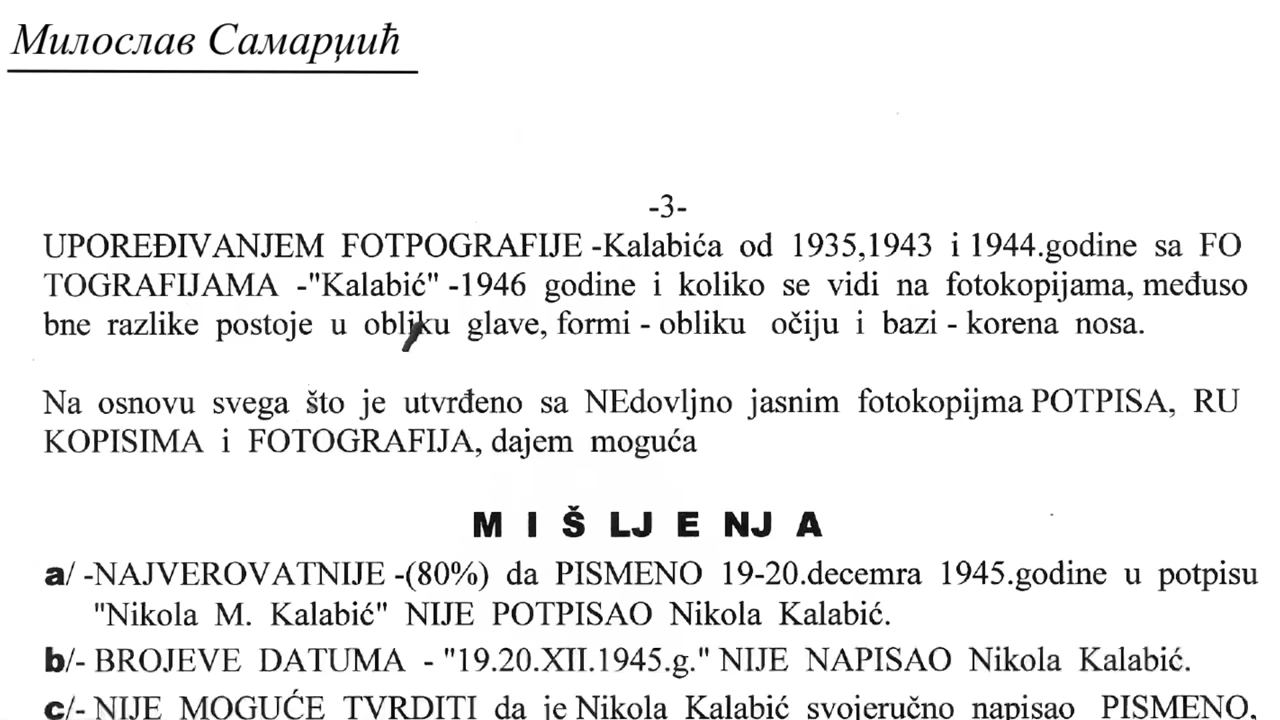 Милослав Самарџић
-3-
UPOREĐIVANJEM FOTPOGRAFIJE -Kalabića od 1935,1943 i 1944.godine sa FO
TOGRAFIJAMA -"Kalabić" -1946 godine i koliko se vidi na fotokopijama, međuso
bne razlike postoje u obliku glave, formi - obliku očiju i bazi - korena nosa.
Na osnovu svega što je utvrđeno sa NEdovljno jasnim fotokopijma POTPISA, RU
KOPISIMA i FOTOGRAFIJA, dajem moguća
M I Š LJ E NJ A
a/ -NAJVEROVATNIJE -(80%) da PISMENO 19-20.decemra 1945.godine u potpisu
"Nikola M. Kalabić" NIJE POTPISAO Nikola Kalabić.
b/- BROJEVE DATUMA - "19.20.XII.1945.g." NIJE NAPISAO Nikola Kalabić.
c/- NIJE MOGUĆE TVRDITI da je Nikola Kalabić svojeručno napisao PISMENO,